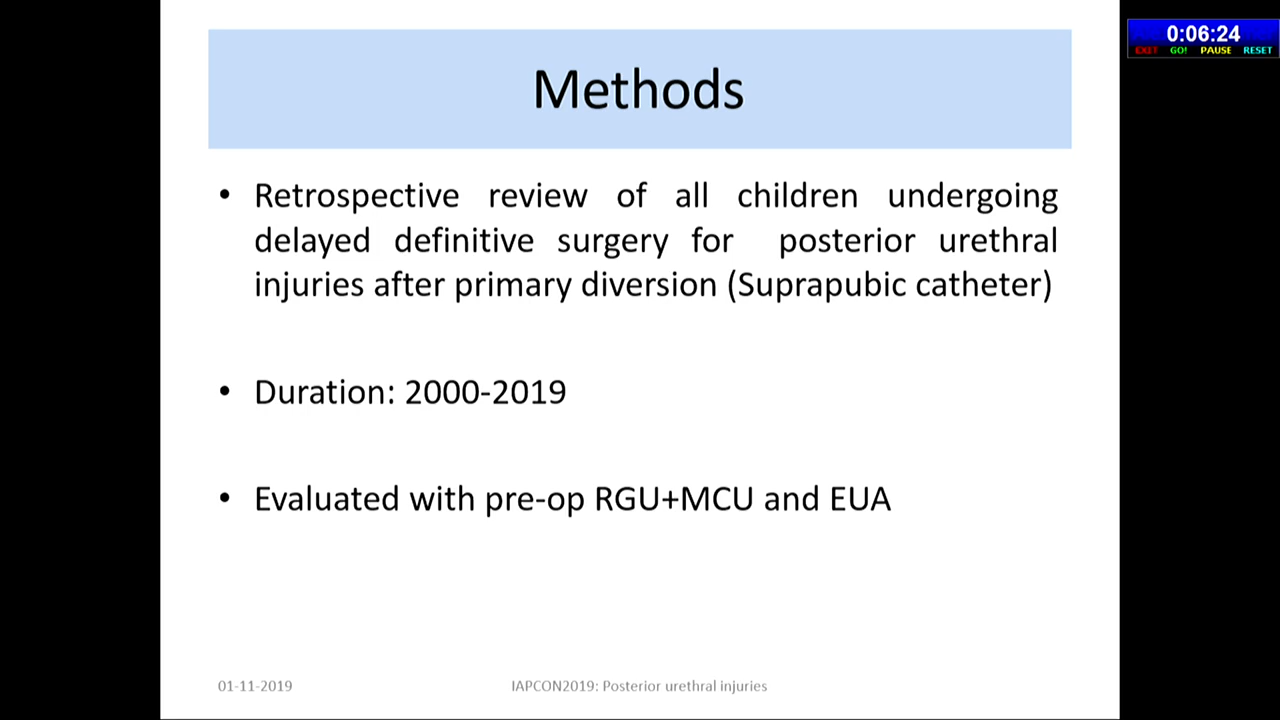 0:06:24
EXIT GO! PAUSE RESET
Methods
• Retrospective review of all children undergoing
delayed definitive surgery for posterior urethral
injuries after primary diversion (Suprapubic catheter)
• Duration: 2000-2019
• Evaluated with pre-op RGU+MCU and EUA
01-11-2019
IAPCON2019: Posterior urethral injuries